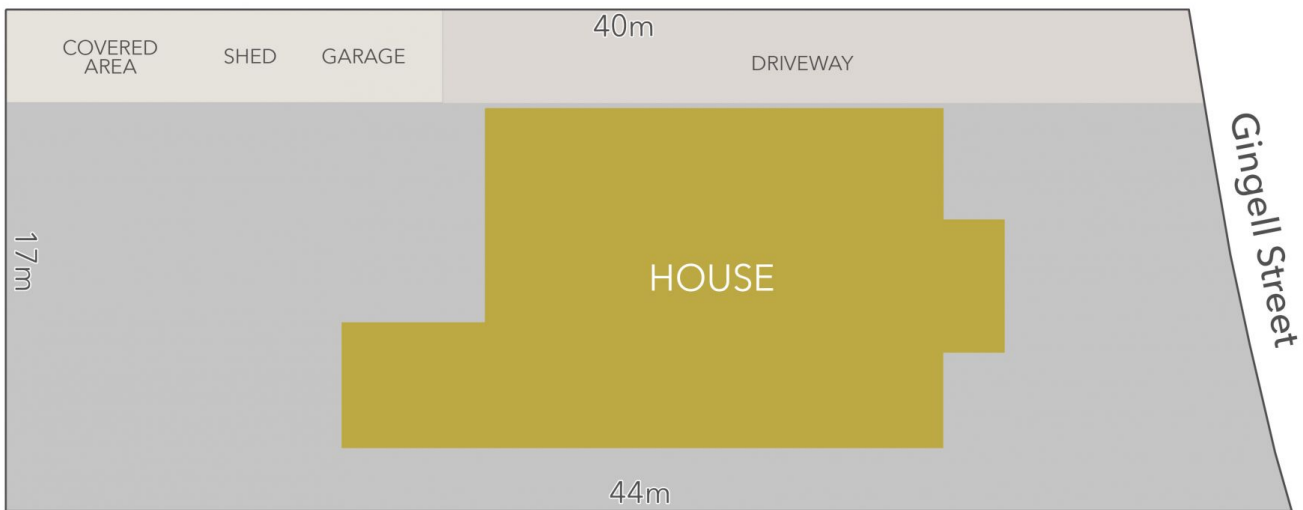 40m
COVERED
AREA
SHED
GARAGE
DRIVEWAY
Gingell Street
17m
HOUSE
44m